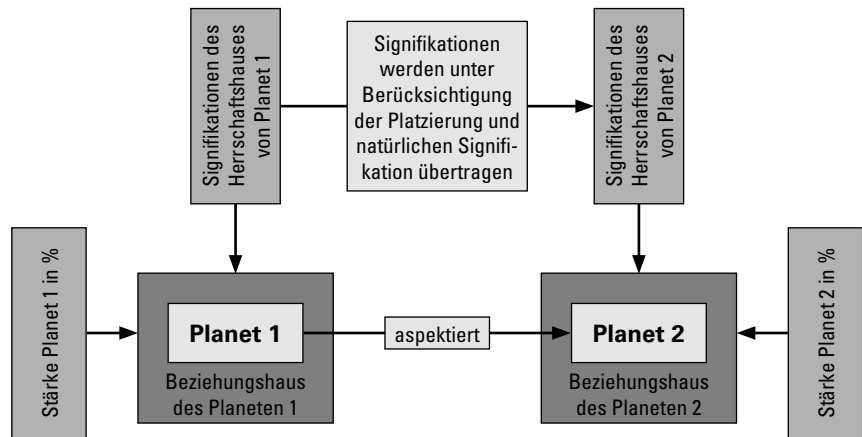 Signifikationen des
Herrschaftshauses
von Planet 1
Signifikationen
werden unter
Berücksichtigung
der Platzierung und
natürlichen Signifi-
kation übertragen
Signifikationen des
Herrschaftshauses
von Planet 2
Stärke Planet 1 in %
Planet 1
Beziehungshaus
des Planeten 1
aspektiert
Planet 2
Beziehungshaus
des Planeten 2
Stärke Planet 2 in %